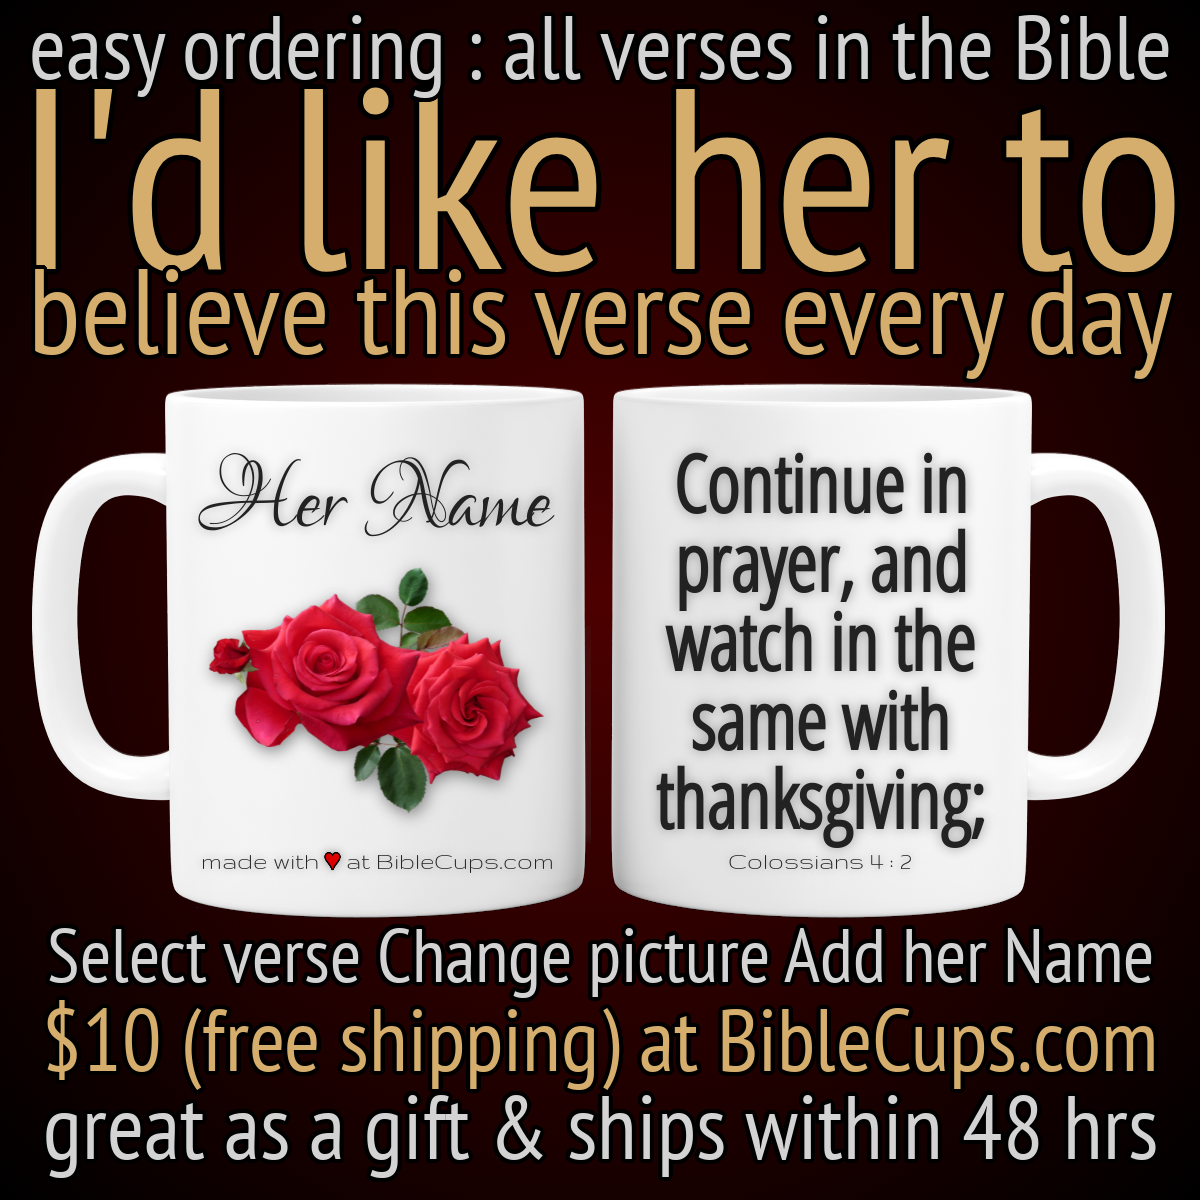 easy ordering : all verses in the Bible
I'd like her to
believe this verse every day
Her Name
made with at BibleCups.com
Continue in
prayer, and
watch in the
same with
thanksgiving;
Colossians 4 : 2
Select verse Change picture Add her Name
$10 (free shipping) at BibleCups.com
great as a gift & ships within 48 hrs